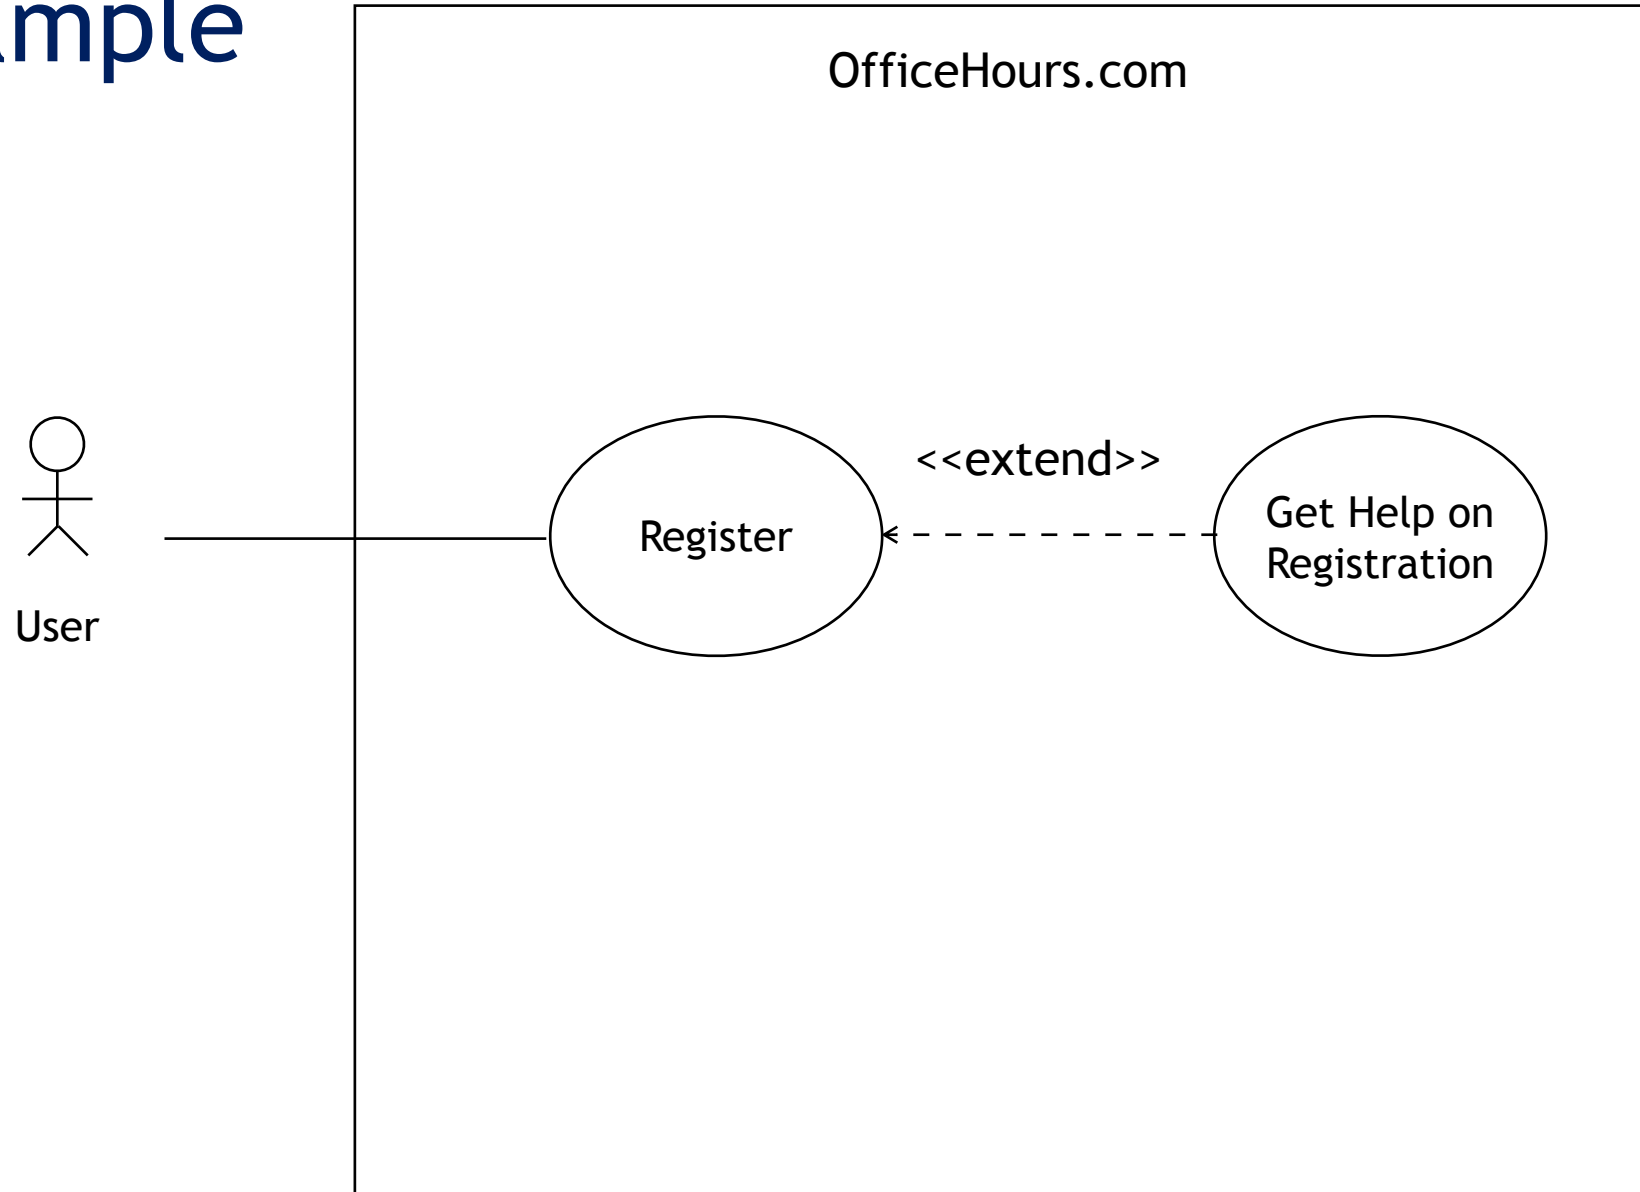 OfficeHours.com
<<extend>>
Register
Get Help on
Registration
User